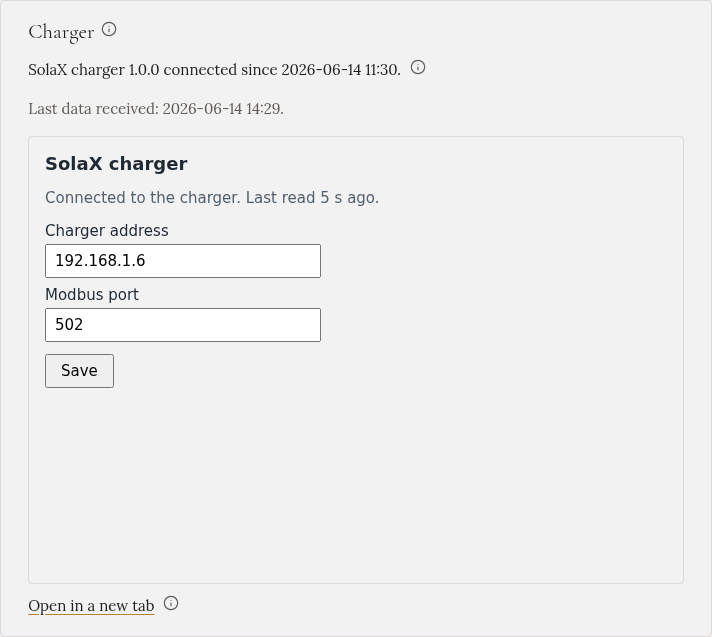 Charger
SolaX charger 1.0.0 connected since 2026-06-14 11:30.
Last data received: 2026-06-14 14:29.
SolaX charger
Connected to the charger. Last read 5 s ago.
Charger address
192.168.1.6
Modbus port
502
Save
Open in a new tab